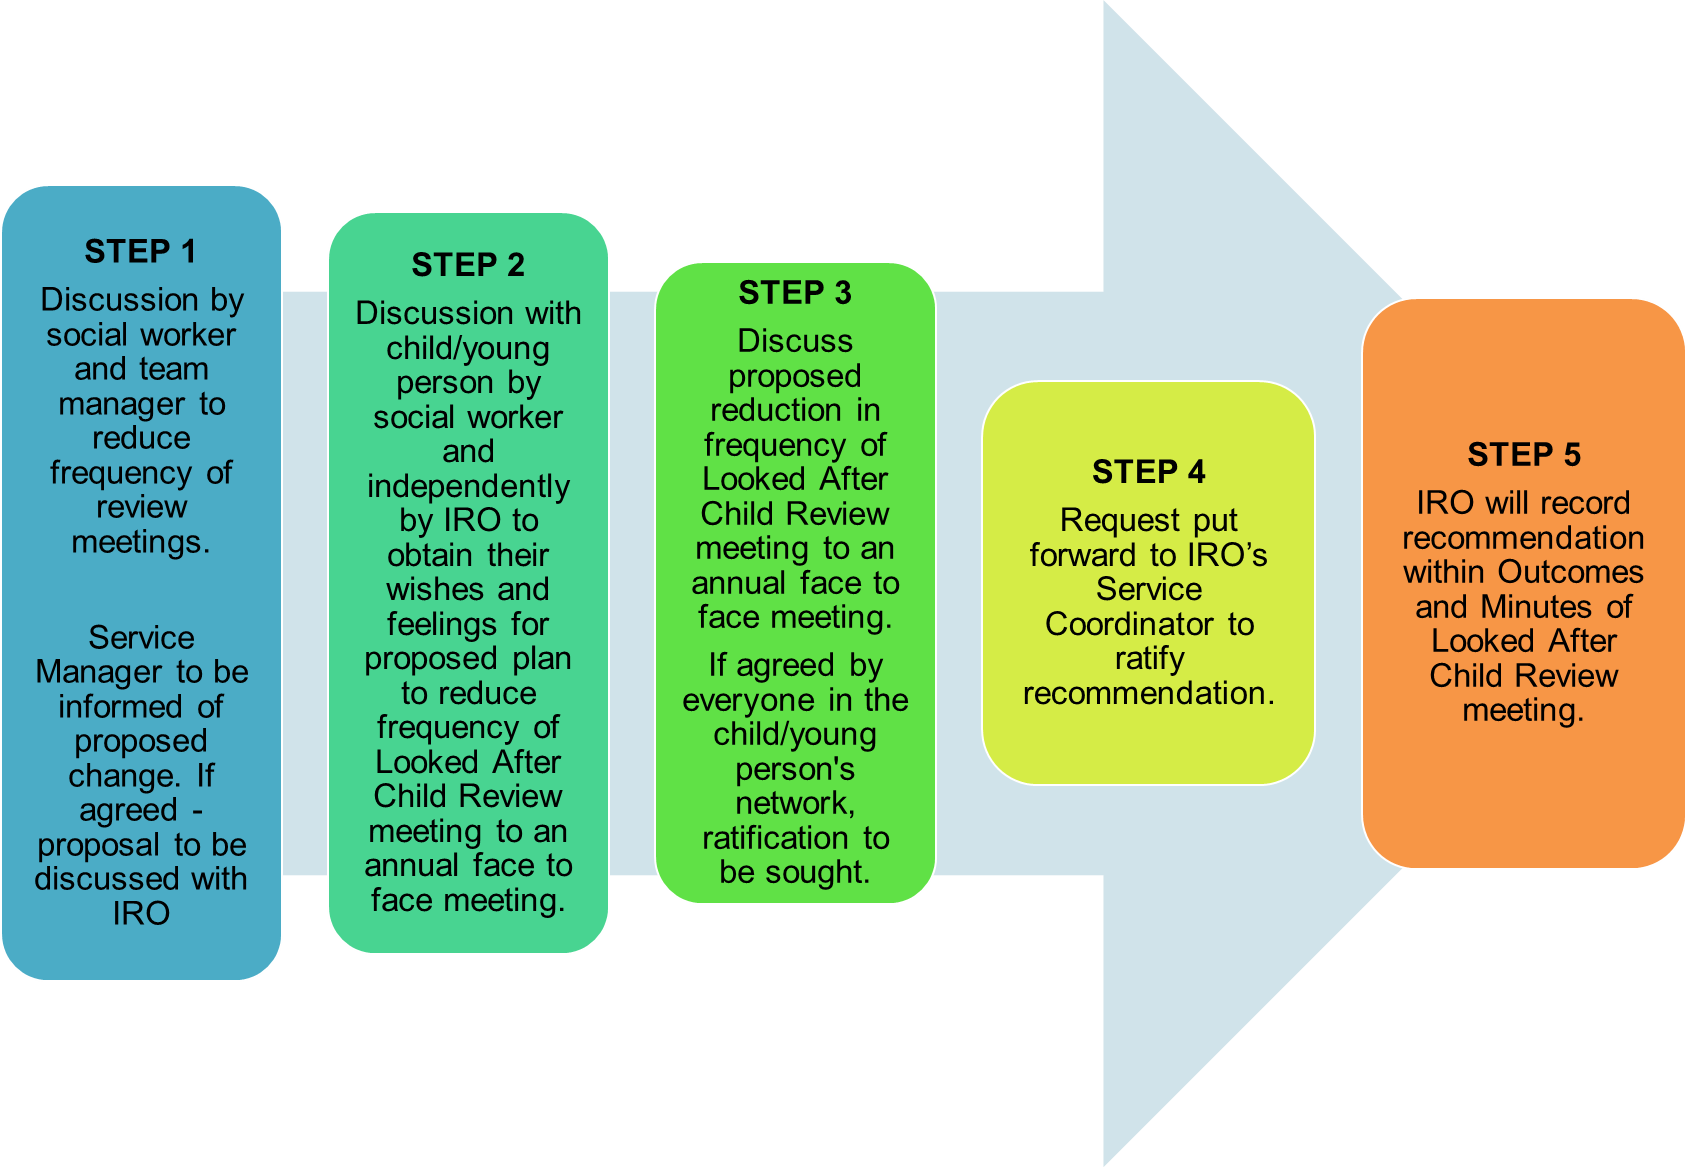 STEP 1
Discussion by
social worker
and team
manager to
reduce
frequency of
review
meetings.
Service
Manager to be
informed of
proposed
change. If
agreed -
proposal to be
discussed with
IRO
STEP 2
Discussion with
child/young
person by
social worker
and
independently
by IRO to
obtain their
wishes and
feelings for
proposed plan
to reduce
frequency of
Looked After
Child Review
meeting to an
annual face to
face meeting.
STEP 3
Discuss
proposed
reduction in
frequency of
Looked After
Child Review
meeting to an
annual face to
face meeting.
If agreed by
everyone in the
child/young
person's
network,
ratification to
be sought.
STEP 4
Request put
forward to IRO’s
Service
Coordinator to
ratify
recommendation.
STEP 5
IRO will record
recommendation
within Outcomes
and Minutes of
Looked After
Child Review
meeting.